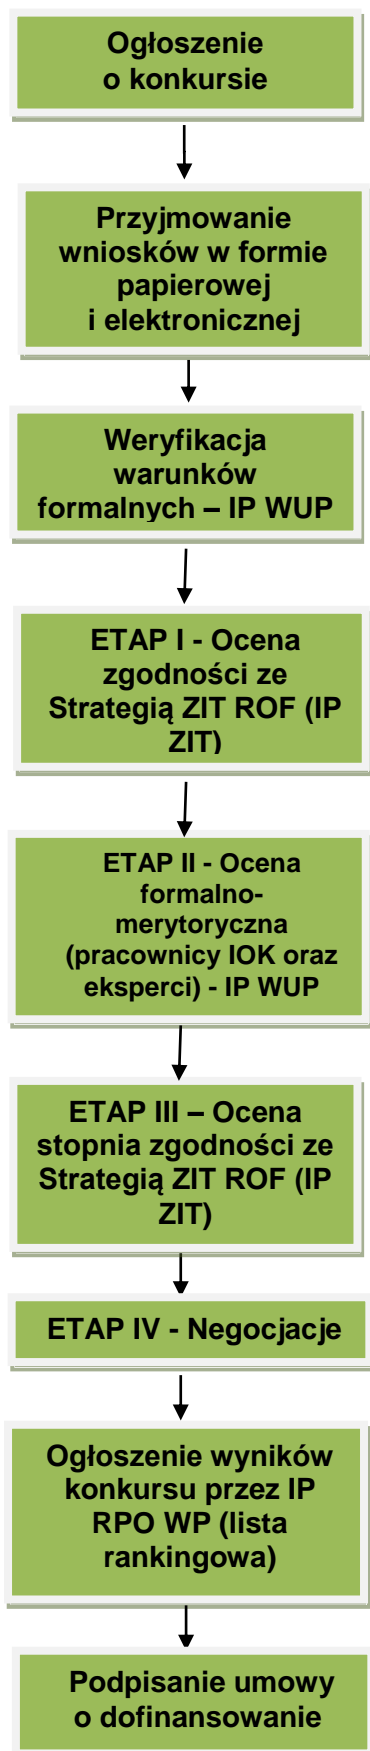 Ogłoszenie
o konkursie
Przyjmowanie
wniosków w formie
papierowej
i elektronicznej
Weryfikacja
warunków
formalnych – IP WUP
ETAP I - Ocena
zgodności ze
Strategią ZIT ROF (IP
ZIT)
ETAP II - Ocena
formalno-
merytoryczna
(pracownicy IOK oraz
eksperci) - IP WUP
ETAP III – Ocena
stopnia zgodności ze
Strategią ZIT ROF (IP
ZIT)
ETAP IV - Negocjacje
Ogłoszenie wyników
konkursu przez IP
RPO WP (lista
rankingowa)
Podpisanie umowy
o dofinansowanie